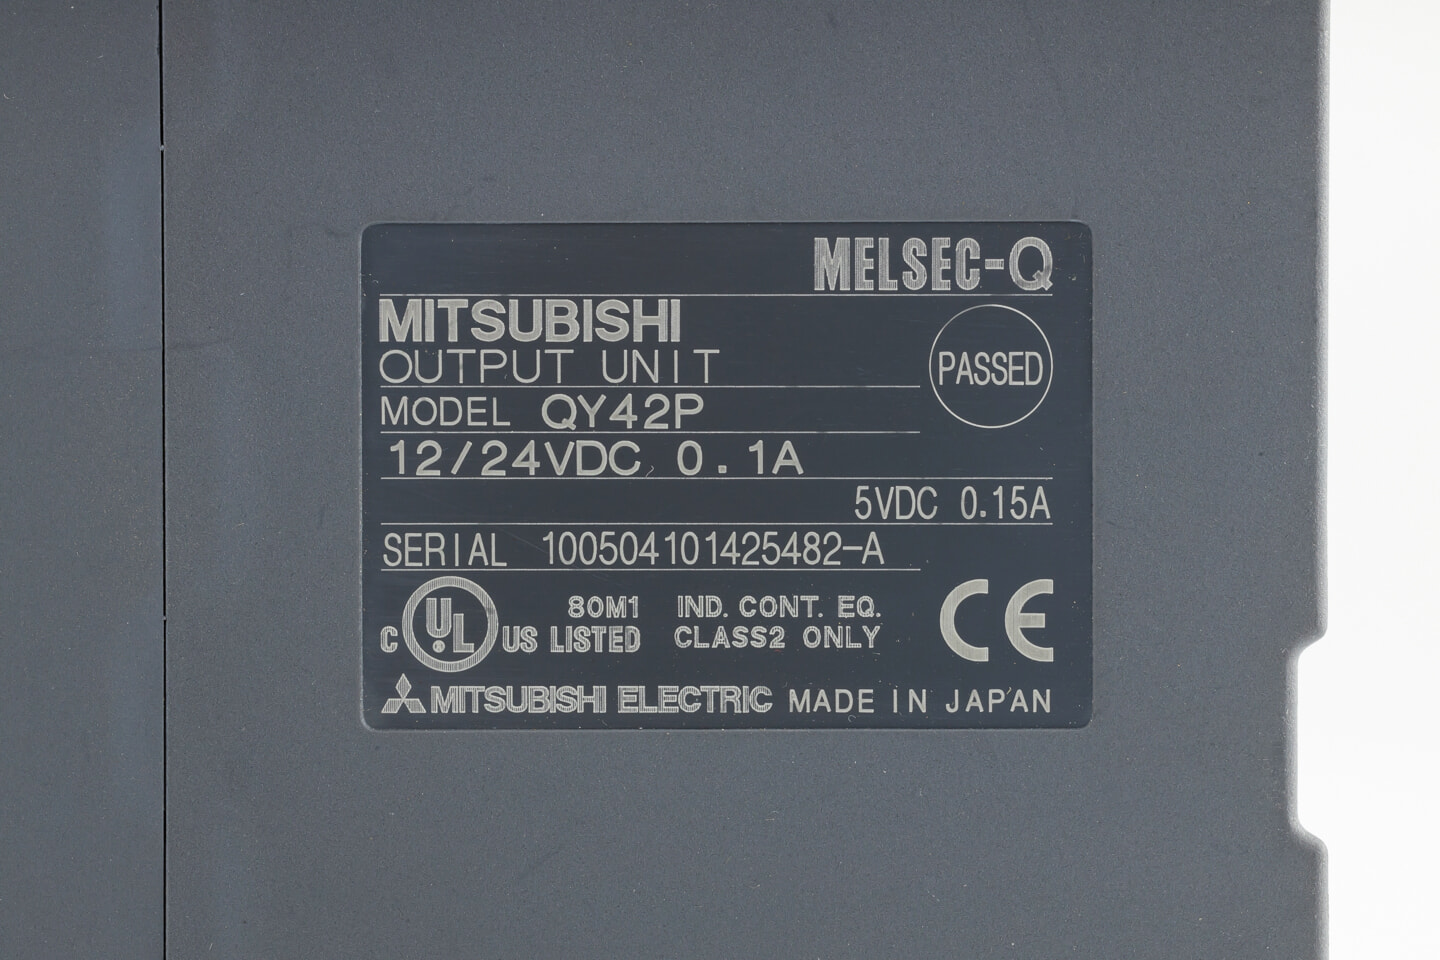 MELSEC-Q
MITSUBISHI
OUTPUT UNIT
PASSED
MODEL QY42P
12/24VDC, 0.1A
5VDC 0.15A
SERIAL 100504101425482-A
C UL US LISTED 80M1 IND. CONT. EQ.
CLASS2 ONLY
CE
MITSUBISHI ELECTRIC MADE IN JAPAN